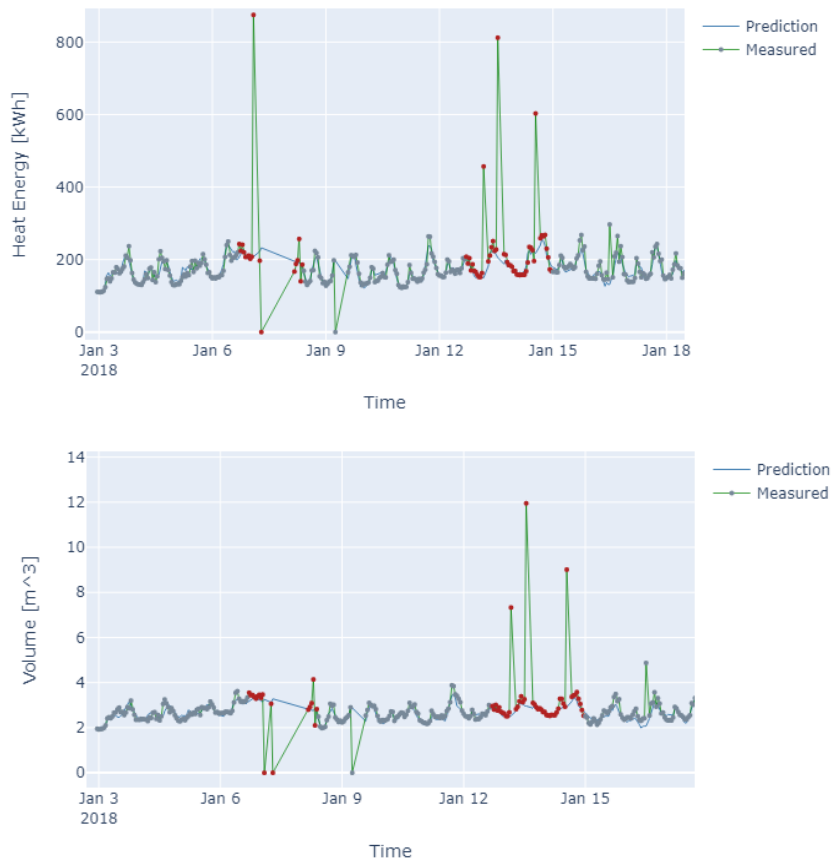 800
600
400
200
0
Heat Energy [kWh]
Jan 3
2018
Jan 6
Jan 9
Jan 12
Jan 15
Jan 18
Time
Prediction
Measured
14
12
10
8
6
4
2
0
Volume [m^3]
Jan 3
2018
Jan 6
Jan 9
Jan 12
Jan 15
Time
Prediction
Measured